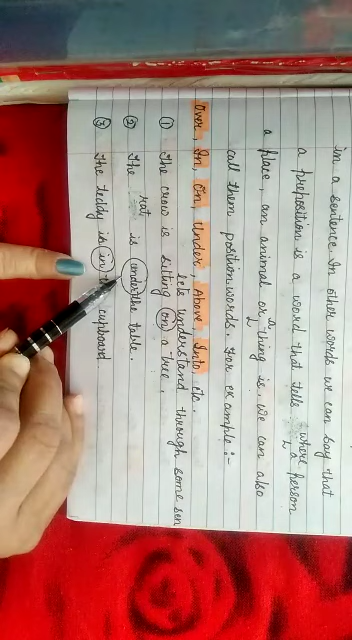 in a sentence In other words we can say that
a preposition is a word that tells where a person
a place, an animal or a thing is, we can also
call them position words. For example :-
Over, In, On, Under, Above, Into, etc.
Lets understand through some sen
① The crow is sitting on a tree.
② The rat is under the table.
③ The teddy is in cupboard